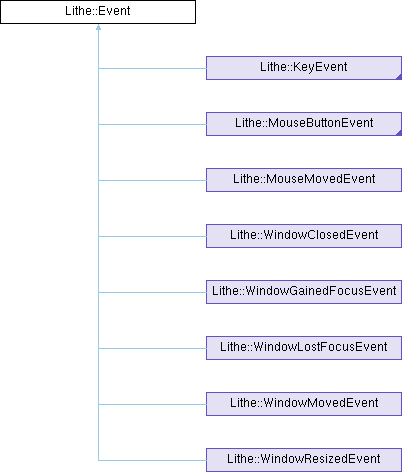 Lithe::Event
Lithe::KeyEvent
Lithe::MouseButtonEvent
Lithe::MouseMovedEvent
Lithe::WindowClosedEvent
Lithe::WindowGainedFocusEvent
Lithe::WindowLostFocusEvent
Lithe::WindowMovedEvent
Lithe::WindowResizedEvent